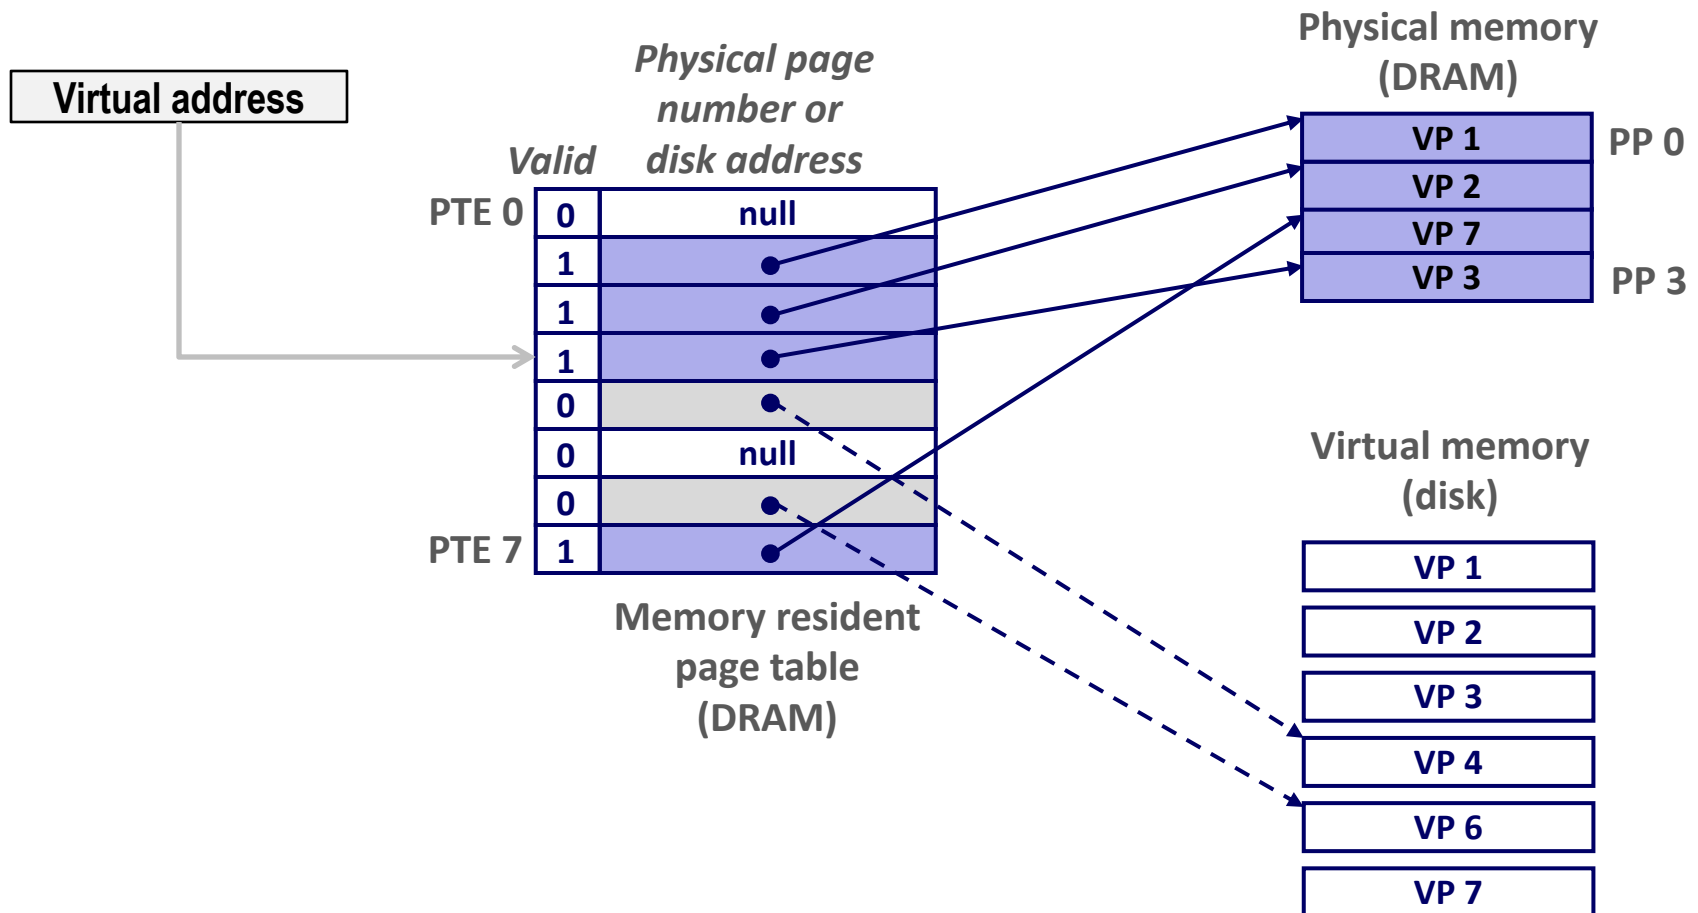 Virtual address
Physical page
number or
disk address
Valid
PTE 0
0 null
1
1
1
0
0 null
0
PTE 7 1
Memory resident
page table
(DRAM)
Physical memory
(DRAM)
VP 1 PP 0
VP 2
VP 7
VP 3 PP 3
Virtual memory
(disk)
VP 1
VP 2
VP 3
VP 4
VP 6
VP 7